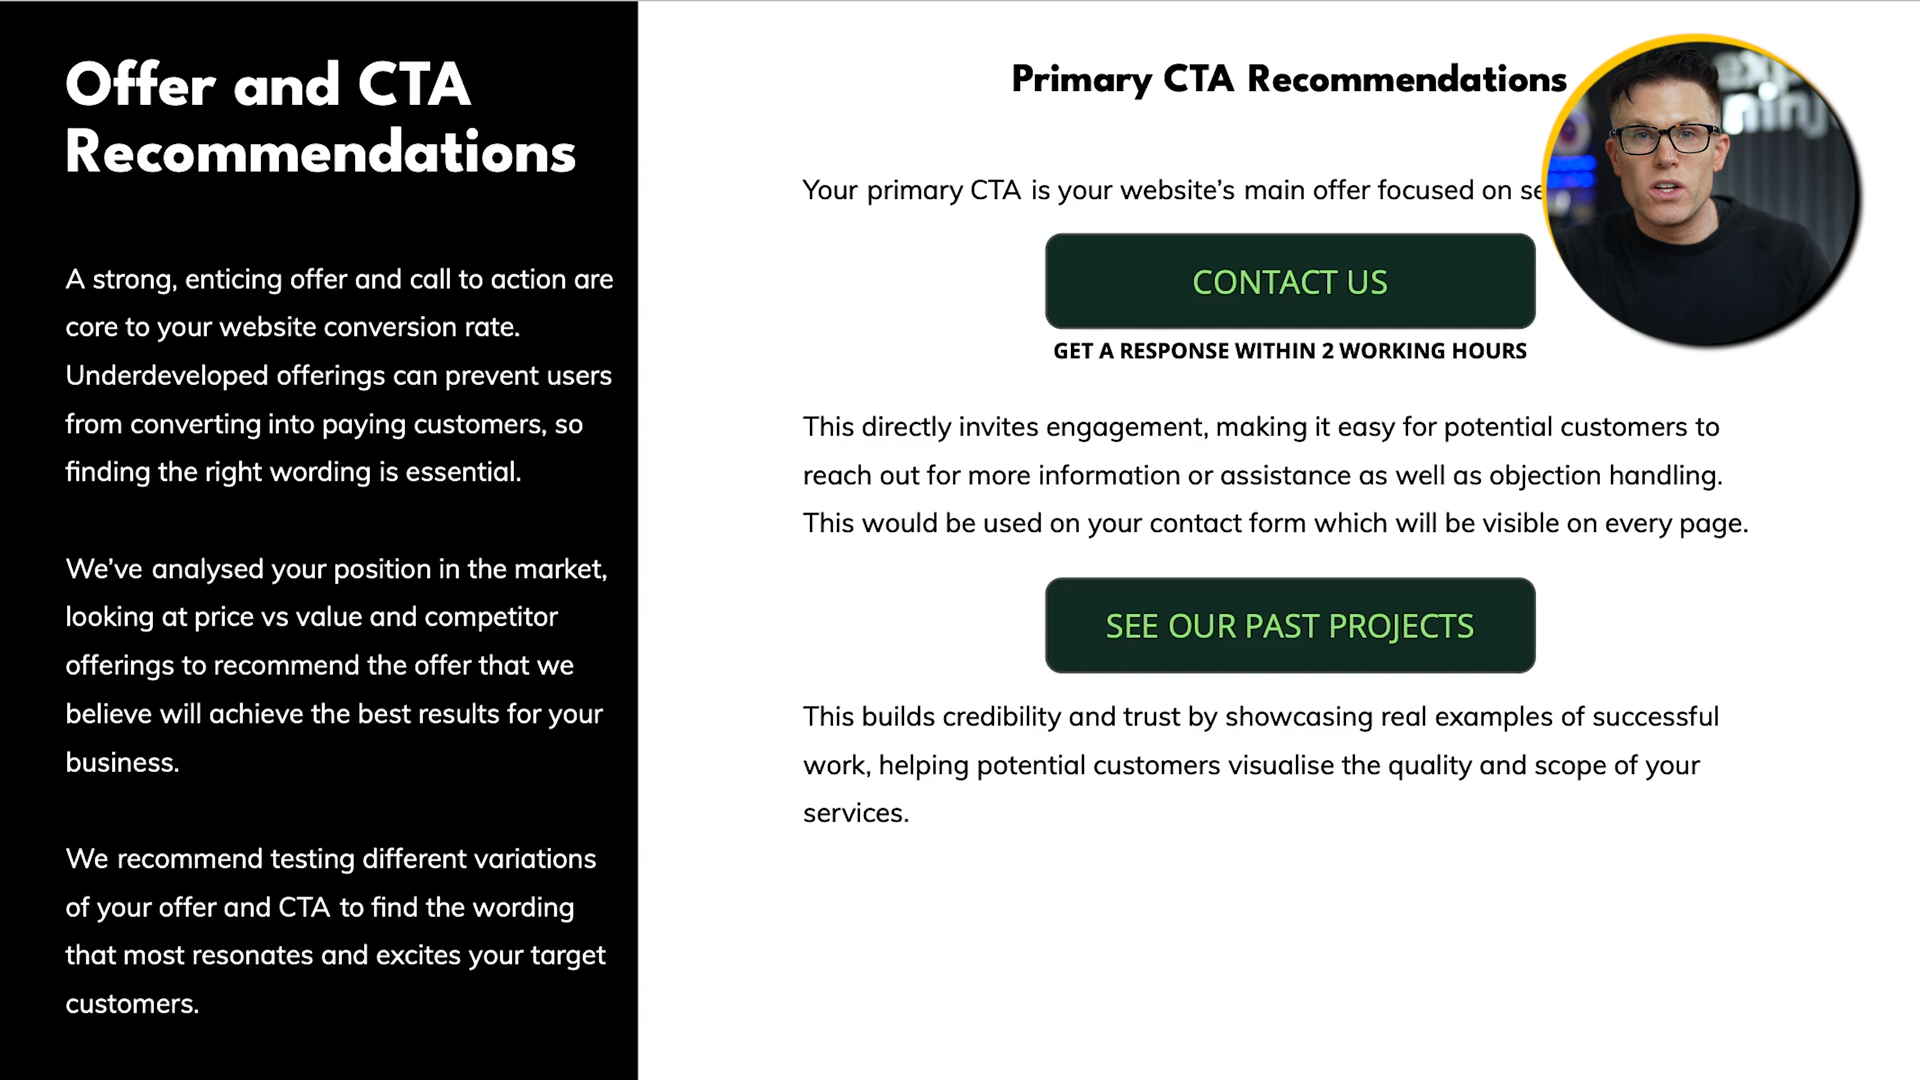 Offer and CTA
Recommendations
A strong, enticing offer and call to action are
core to your website conversion rate.
Underdeveloped offerings can prevent users
from converting into paying customers, so
finding the right wording is essential.
We've analysed your position in the market,
looking at price vs value and competitor
offerings to recommend the offer that we
believe will achieve the best results for your
business.
We recommend testing different variations
of your offer and CTA to find the wording
that most resonates and excites your target
customers.
Primary CTA Recommendations
Your primary CTA is your website's main offer focused on
CONTACT US
GET A RESPONSE WITHIN 2 WORKING HOURS
This directly invites engagement, making it easy for potential customers to
reach out for more information or assistance as well as objection handling.
This would be used on your contact form which will be visible on every page.
SEE OUR PAST PROJECTS
This builds credibility and trust by showcasing real examples of successful
work, helping potential customers visualise the quality and scope of your
services.